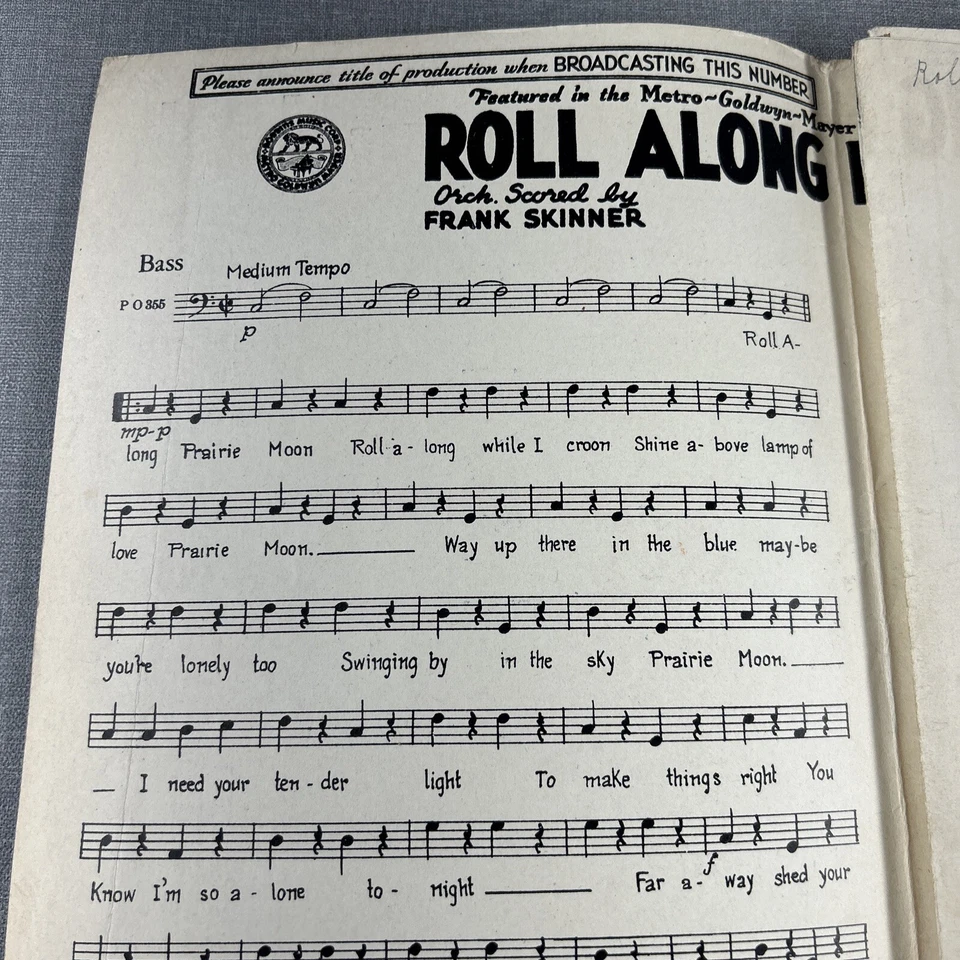 Please announce title of production when BROADCASTING THIS NUMBER
Featured in the Metro~Goldwyn~Mayer
ROLL ALONG
Orch. Scored by
FRANK SKINNER
Bass
Medium Tempo
P O 355
p
Roll A-
mp-p
long Prairie Moon Roll-a-long while I croon Shine a-bove lamp of
love Prairie Moon. Way up there in the blue may-be
you're lonely too Swinging by in the sky Prairie Moon.
I need your ten-der light To make things right You
Know I'm so a-lone to-night Far a-way shed your
f
Rol